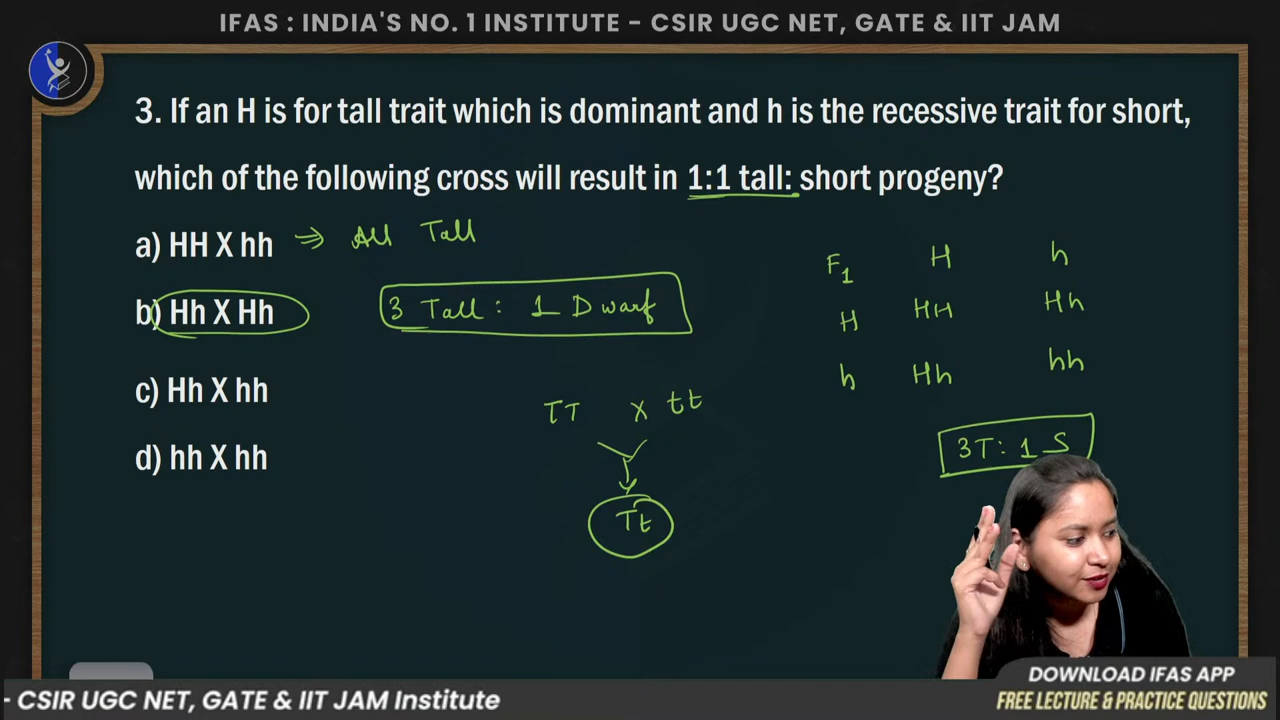 IFAS : INDIA'S NO. 1 INSTITUTE - CSIR UGC NET, GATE & IIT JAM
3. If an H is for tall trait which is dominant and h is the recessive trait for short,
which of the following cross will result in 1:1 tall: short progeny?
a) HH X hh ⇒ All Tall
b) Hh X Hh 3 Tall : 1 Dwarf
c) Hh X hh
d) hh X hh
TT X tt
Tt
F1 H h
H HH Hh
h Hh hh
3T: 1 S
DOWNLOAD IFAS APP
FREE LECTURE & PRACTICE QUESTIONS
- CSIR UGC NET, GATE & IIT JAM Institute